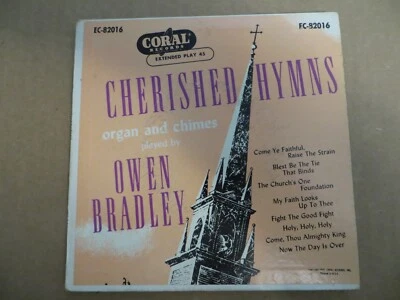 EC-82016
CORAL
RECORDS
EXTENDED PLAY 45
FC-82016
CHERISHED HYMNS
organ and chimes
played by
OWEN
BRADLEY
Come Ye Faithful,
Raise The Strain
Blest Be The Tie
That Binds
The Church's One
Foundation
My Faith Looks
Up To Thee
Fight The Good Fight
Holy, Holy, Holy
Come, Thou Almighty King
Now The Day Is Over